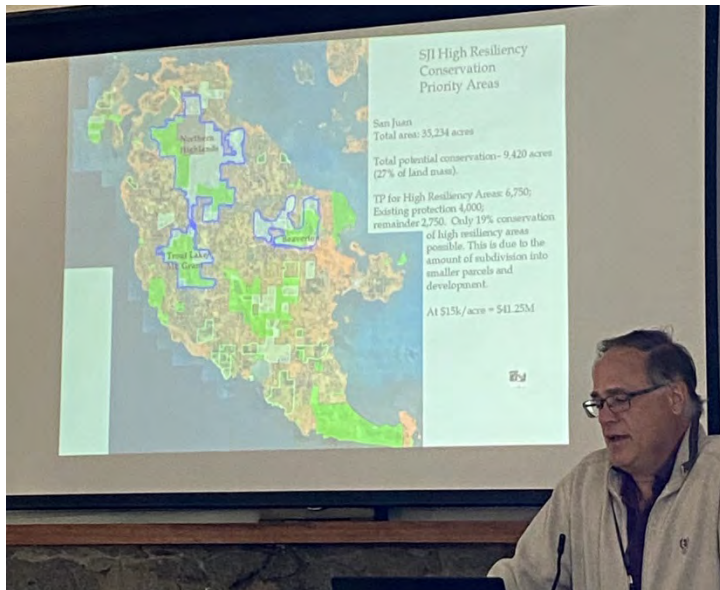 SJI High Resiliency
Conservation
Priority Areas
San Juan
Total area: 35,234 acres
Total potential conservation- 9,420 acres
(27% of land mass).
TP for High Resiliency Areas: 6,750;
Existing protection 4,000;
remainder 2,750. Only 19% conservation
of high resiliency areas
possible. This is due to the
amount of subdivision into
smaller parcels and
development.
At $15k/acre = $41.25M
Northern
Highlands
Beaverton
Trout Lake
Mt Grant